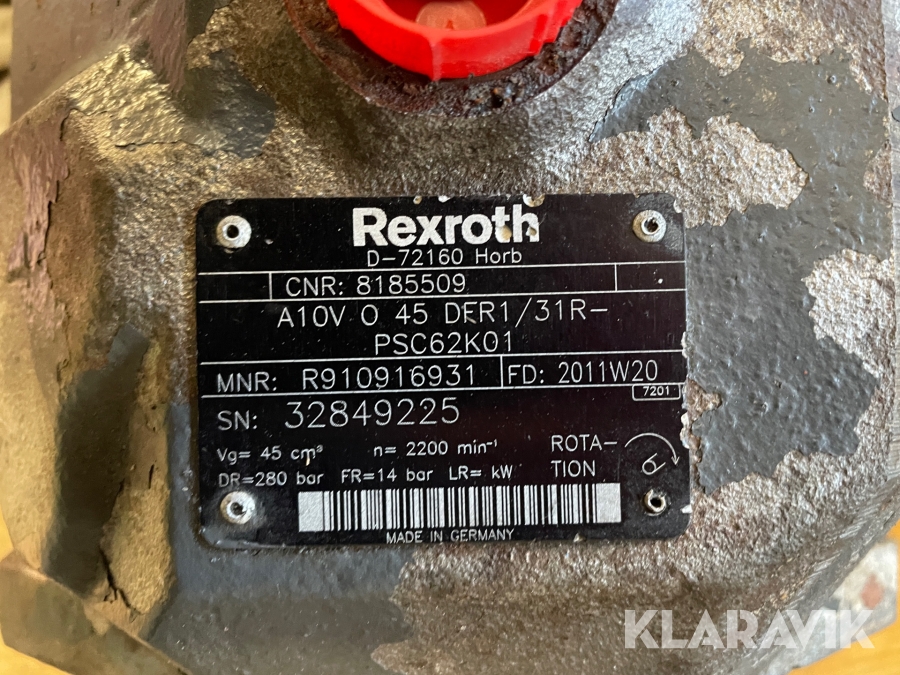 Rexroth
D-72160 Horb
CNR: 8185509
A10V O 45 DFR1/31R-
PSC62K01
MNR: R910916931 FD: 2011W20
7201
SN: 32849225
Vg= 45 cm³ n= 2200 min⁻¹ ROTA-
DR=280 bar FR=14 bar LR= kW TION
MADE IN GERMANY
KLARAVIK